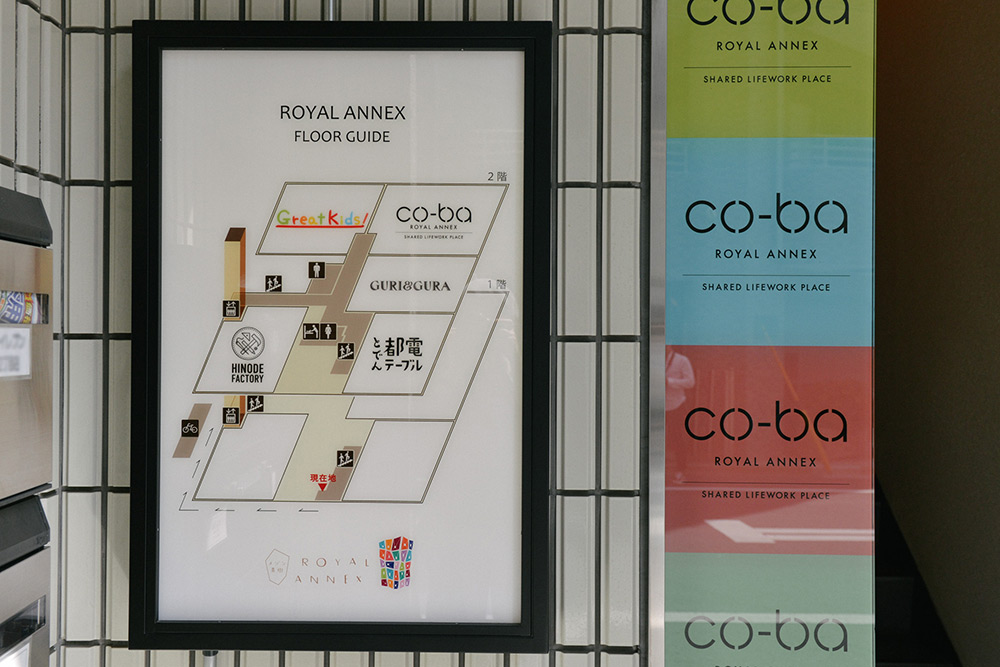 ROYAL ANNEX
FLOOR GUIDE
2階
GreatKids!
co-ba
ROYAL ANNEX
SHARED LIFEWORK PLACE
GURI&GURA
1階
HINODE
FACTORY
都電
とでん
テーブル
現在地
ROYAL
ANNEX
co-ba
ROYAL ANNEX
SHARED LIFEWORK PLACE
co-ba
ROYAL ANNEX
SHARED LIFEWORK PLACE
co-ba
ROYAL ANNEX
SHARED LIFEWORK PLACE
co-ba